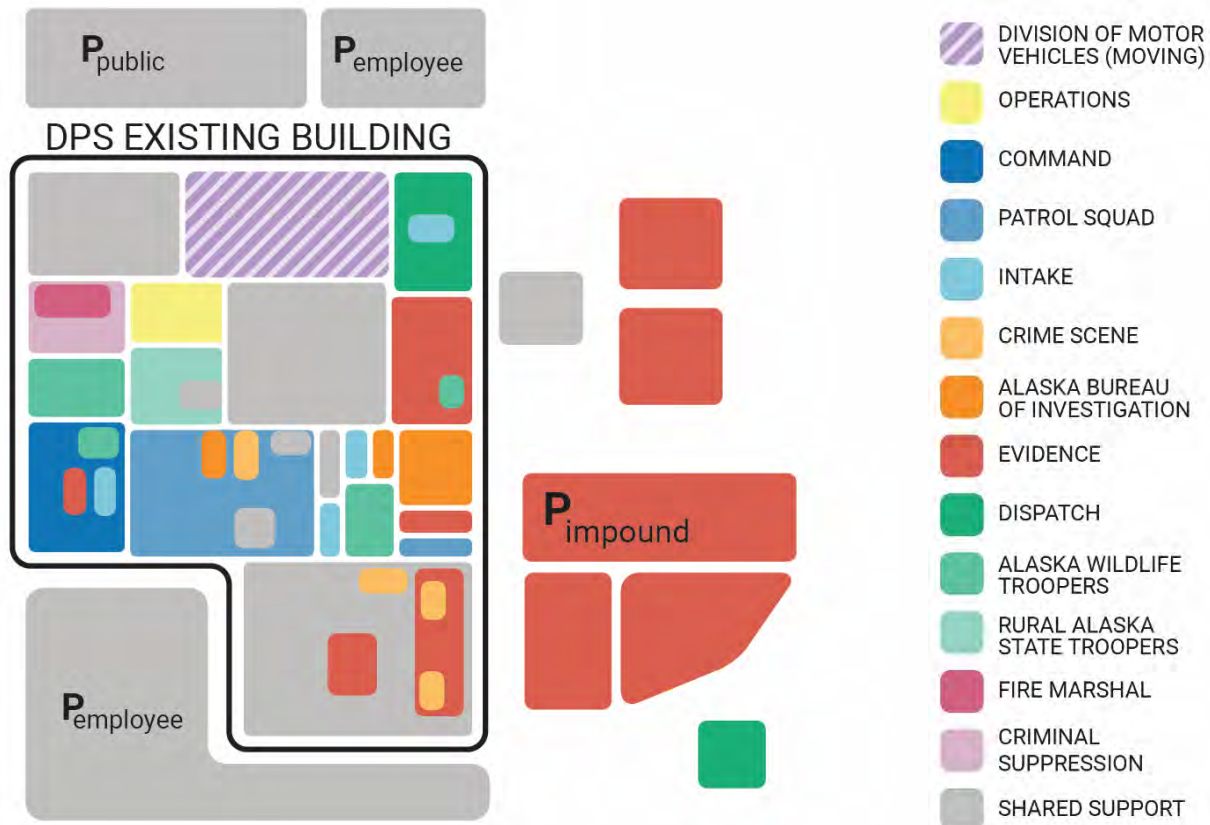 Ppublic
Pemployee
DPS EXISTING BUILDING
Pimpound
Pemployee
DIVISION OF MOTOR
VEHICLES (MOVING)
OPERATIONS
COMMAND
PATROL SQUAD
INTAKE
CRIME SCENE
ALASKA BUREAU
OF INVESTIGATION
EVIDENCE
DISPATCH
ALASKA WILDLIFE
TROOPERS
RURAL ALASKA
STATE TROOPERS
FIRE MARSHAL
CRIMINAL
SUPPRESSION
SHARED SUPPORT